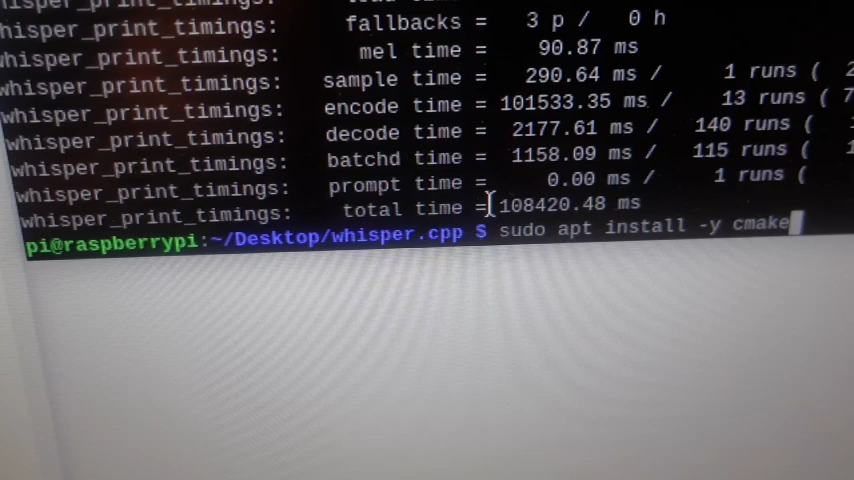 whisper_print_timings:
whisper_print_timings: fallbacks = 3 p / 0 h
whisper_print_timings: mel time = 90.87 ms
whisper_print_timings: sample time = 290.64 ms / 1 runs (
whisper_print_timings: encode time = 101533.35 ms / 13 runs (
whisper_print_timings: decode time = 2177.61 ms / 140 runs (
whisper_print_timings: batchd time = 1158.09 ms / 115 runs (
whisper_print_timings: prompt time = 0.00 ms / 1 runs (
whisper_print_timings: total time = 108420.48 ms
pi@raspberrypi:~/Desktop/whisper.cpp $ sudo apt install -y cmake